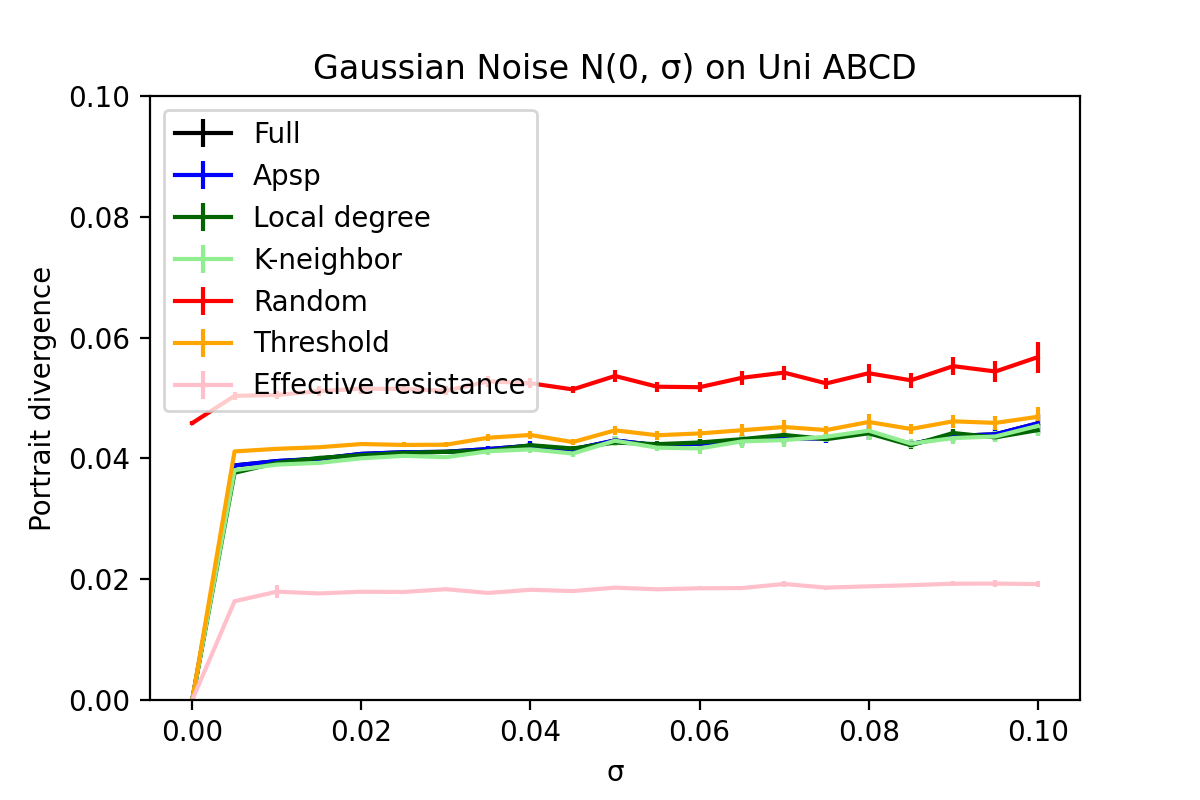 Gaussian Noise N(0, σ) on Uni ABCD
Portrait divergence
0.10
0.08
0.06
0.04
0.02
0.00
Full
Apsp
Local degree
K-neighbor
Random
Threshold
Effective resistance
0.00 0.02 0.04 0.06 0.08 0.10
σ